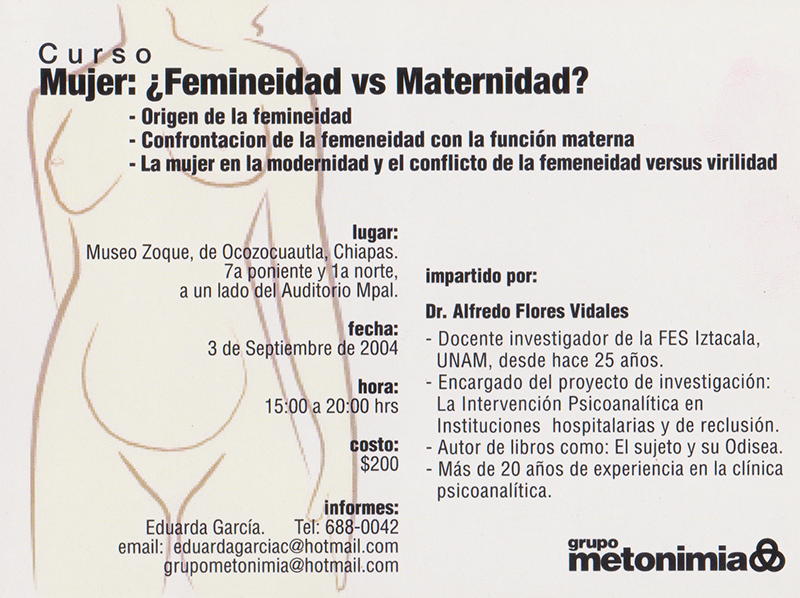 Curso
Mujer: ¿Femineidad vs Maternidad?
- Origen de la femineidad
- Confrontacion de la femeneidad con la función materna
- La mujer en la modernidad y el conflicto de la femeneidad versus virilidad
lugar:
Museo Zoque, de Ocozocuautla, Chiapas.
7a poniente y 1a norte,
a un lado del Auditorio Mpal.
fecha:
3 de Septiembre de 2004
hora:
15:00 a 20:00 hrs
costo:
$200
informes:
Eduarda García. Tel: 688-0042
email: eduardagarciac@hotmail.com
grupometonimia@hotmail.com
impartido por:
Dr. Alfredo Flores Vidales
- Docente investigador de la FES Iztacala,
UNAM, desde hace 25 años.
- Encargado del proyecto de investigación:
La Intervención Psicoanalítica en
Instituciones hospitalarias y de reclusión.
- Autor de libros como: El sujeto y su Odisea.
- Más de 20 años de experiencia en la clínica
psicoanalítica.
grupo
metonimia